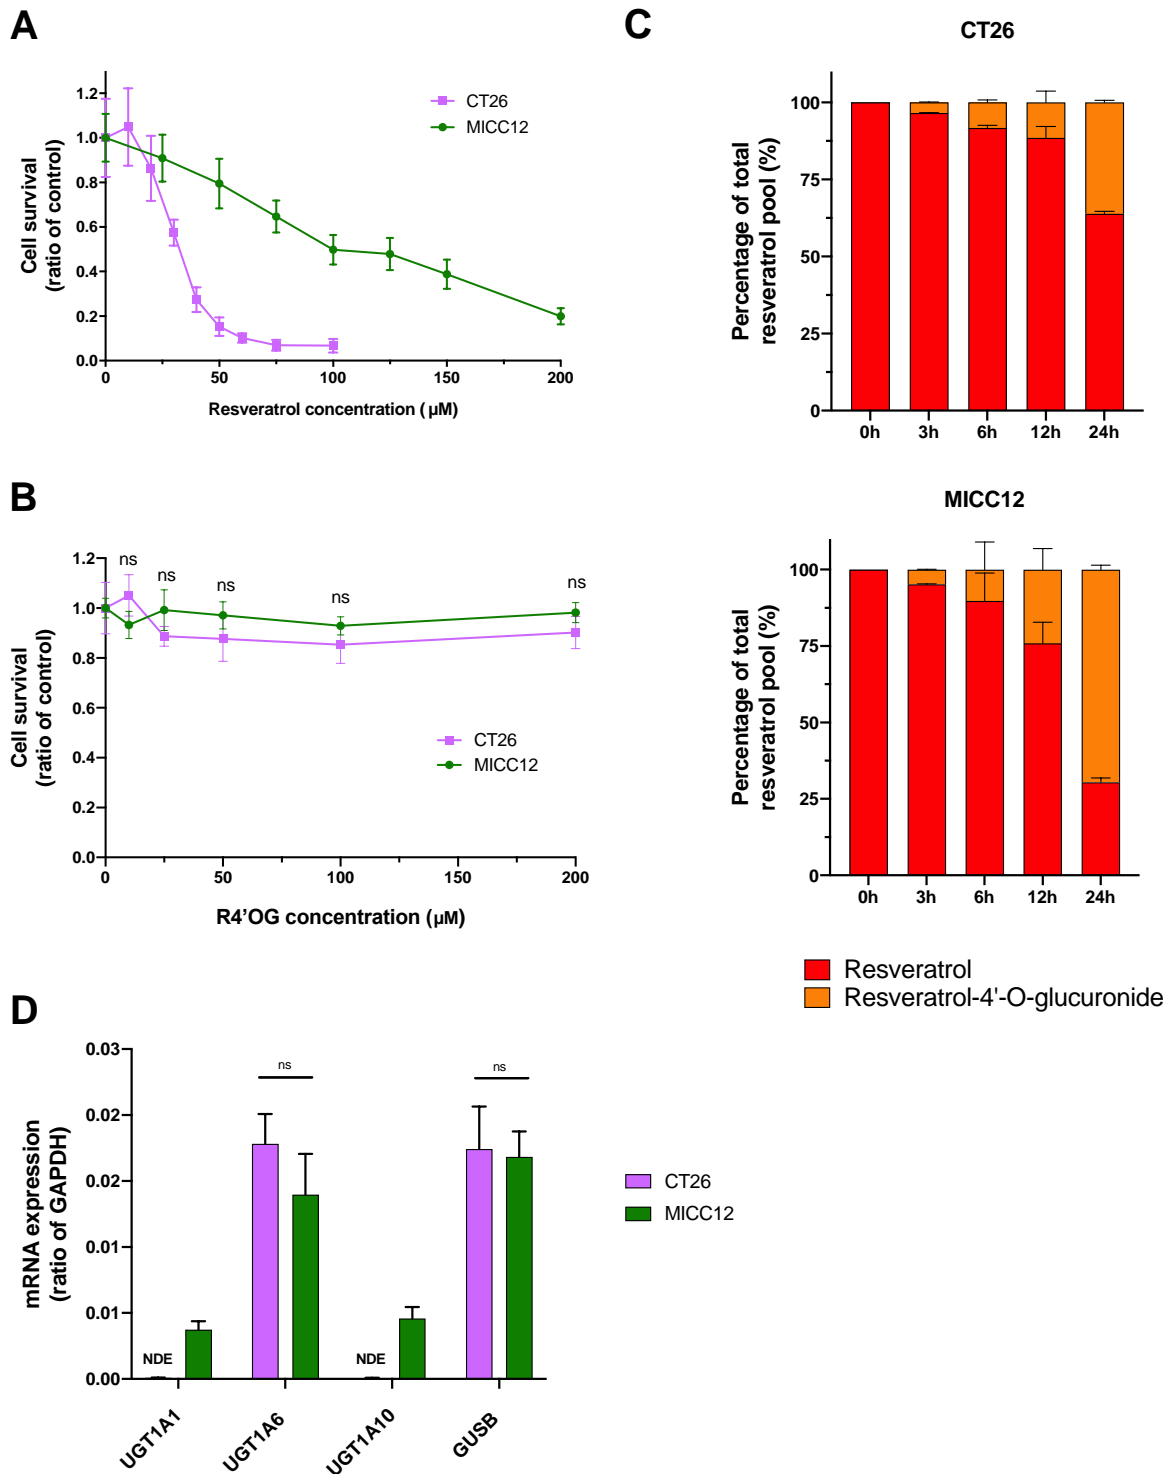 A
CT26
MICC12
1.2
1.0
0.8
0.6
0.4
0.2
0.0
Cell survival
(ratio of control)
0 50 100 150 200
Resveratrol concentration (µM)
B
ns ns ns ns ns
1.2
1.0
0.8
0.6
0.4
0.2
0.0
Cell survival
(ratio of control)
CT26
MICC12
0 50 100 150 200
R4'OG concentration (µM)
C
CT26
100
75
50
25
0
Percentage of total
resveratrol pool (%)
0h 3h 6h 12h 24h
MICC12
100
75
50
25
0
Percentage of total
resveratrol pool (%)
0h 3h 6h 12h 24h
Resveratrol
Resveratrol-4'-O-glucuronide
D
0.03
0.02
0.02
0.01
0.01
0.00
mRNA expression
(ratio of GAPDH)
ns ns
NDE NDE
UGT1A1 UGT1A6 UGT1A10 GUSB
CT26
MICC12